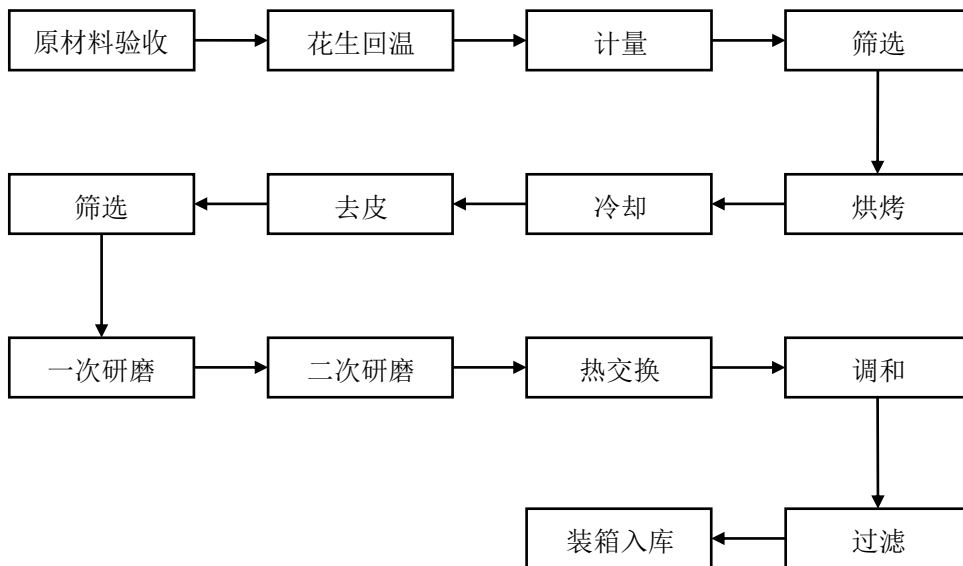 原材料验收
花生回温
计量
筛选
烘烤
冷却
去皮
筛选
一次研磨
二次研磨
热交换
调和
过滤
装箱入库